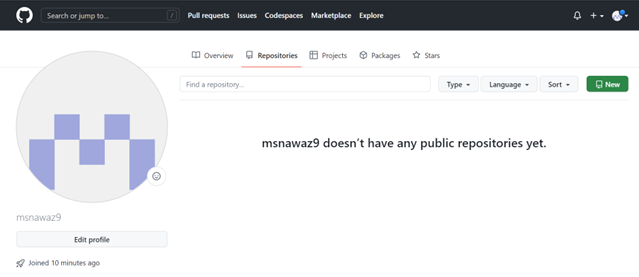 Search or jump to... / Pull requests Issues Codespaces Marketplace Explore
Overview Repositories Projects Packages Stars
Find a repository... Type Language Sort New
msnawaz9 doesn’t have any public repositories yet.
msnawaz9
Edit profile
Joined 10 minutes ago